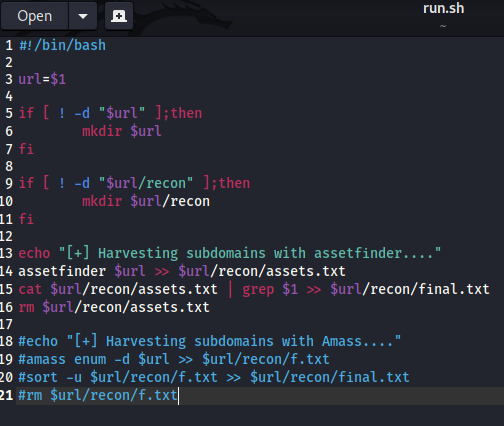 Open
run.sh
~
1 #!/bin/bash
2
3 url=$1
4
5 if [ ! -d "$url" ];then
6         mkdir $url
7 fi
8
9 if [ ! -d "$url/recon" ];then
10         mkdir $url/recon
11 fi
12
13 echo "[+] Harvesting subdomains with assetfinder...."
14 assetfinder $url >> $url/recon/assets.txt
15 cat $url/recon/assets.txt | grep $1 >> $url/recon/final.txt
16 rm $url/recon/assets.txt
17
18 #echo "[+] Harvesting subdomains with Amass...."
19 #amass enum -d $url >> $url/recon/f.txt
20 #sort -u $url/recon/f.txt >> $url/recon/final.txt
21 #rm $url/recon/f.txt